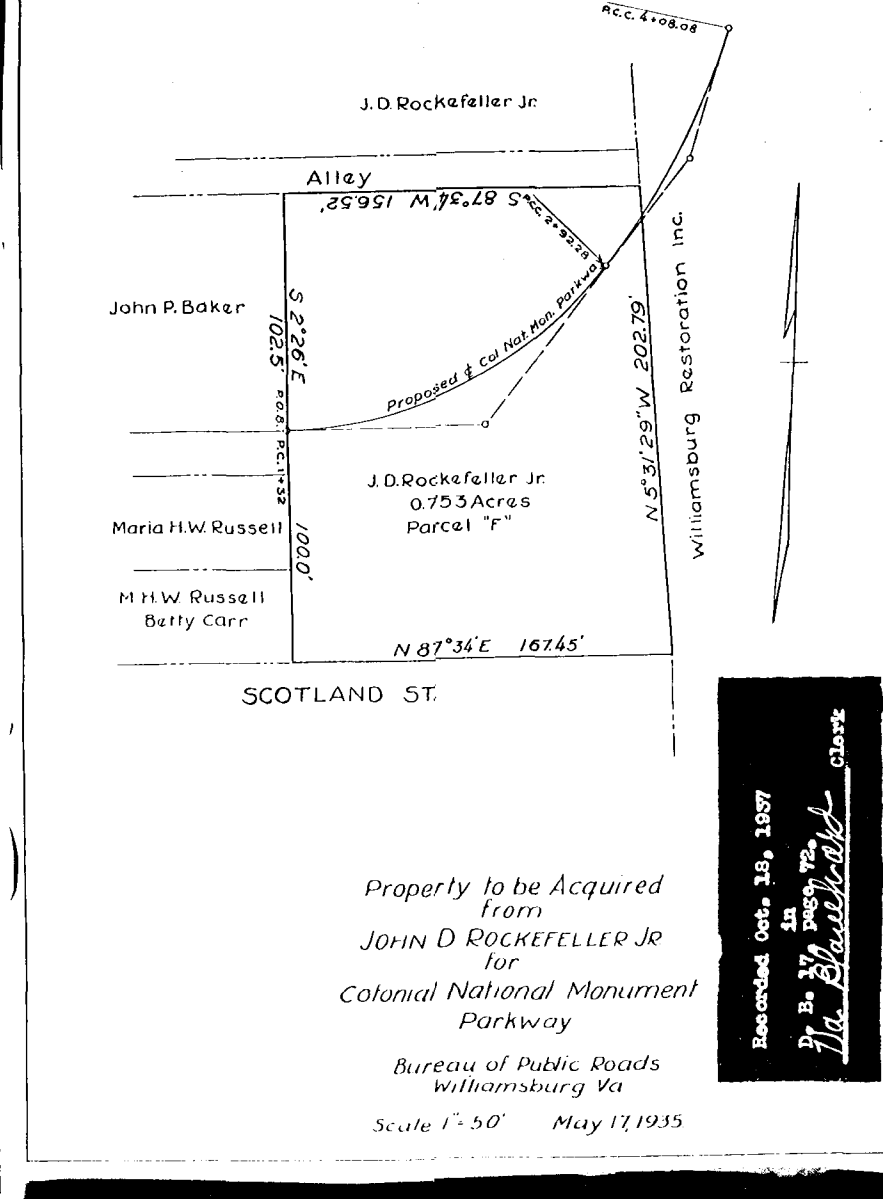 P.C.C. 4+08.08
J.D. Rockefeller Jr.
Alley
S 87°34' W 156.52'
P.C.C. 2+92.28
John P. Baker
S 2°26' E
102.5'
P.O.B. P.C. 1+32
Proposed ₵ Col Nat. Mon. Parkway
N 5°31'29" W 202.79'
Williamsburg Restoration Inc.
J.D. Rockefeller Jr.
0.753 Acres
Parcel "F"
Maria H.W. Russell
100.0'
M H.W. Russell
Betty Carr
N 87°34' E 167.45'
SCOTLAND ST.
Recorded Oct. 18, 1937
in
D. B. 17, page 72.
Clerk
Property to be Acquired
from
JOHN D ROCKEFELLER JR
for
Colonial National Monument
Parkway
Bureau of Public Roads
Williamsburg Va
Scale 1"=50' May 17, 1935